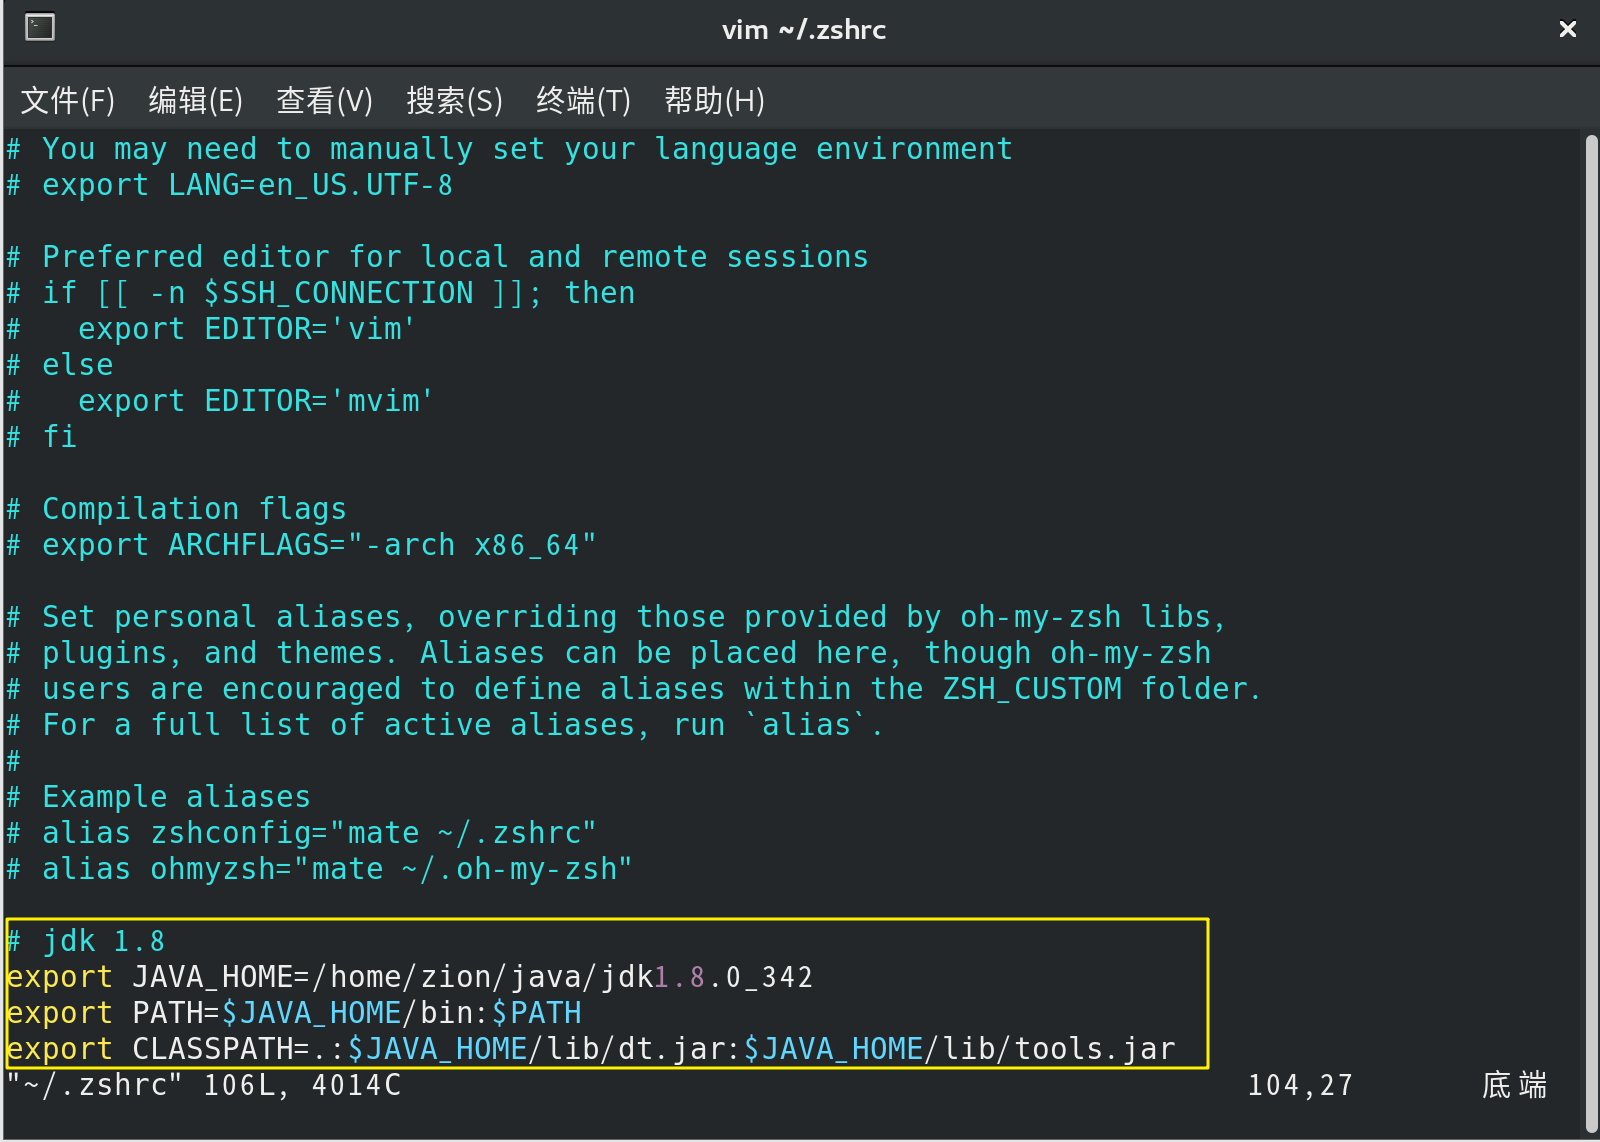 vim ~/.zshrc
文件(F) 编辑(E) 查看(V) 搜索(S) 终端(T) 帮助(H)
# You may need to manually set your language environment
# export LANG=en_US.UTF-8
# Preferred editor for local and remote sessions
# if [[ -n $SSH_CONNECTION ]]; then
#   export EDITOR='vim'
# else
#   export EDITOR='mvim'
# fi
# Compilation flags
# export ARCHFLAGS="-arch x86_64"
# Set personal aliases, overriding those provided by oh-my-zsh libs,
# plugins, and themes. Aliases can be placed here, though oh-my-zsh
# users are encouraged to define aliases within the ZSH_CUSTOM folder.
# For a full list of active aliases, run `alias`.
#
# Example aliases
# alias zshconfig="mate ~/.zshrc"
# alias ohmyzsh="mate ~/.oh-my-zsh"
# jdk 1.8
export JAVA_HOME=/home/zion/java/jdk1.8.0_342
export PATH=$JAVA_HOME/bin:$PATH
export CLASSPATH=.:$JAVA_HOME/lib/dt.jar:$JAVA_HOME/lib/tools.jar
"~/.zshrc" 106L, 4014C 104,27 底端